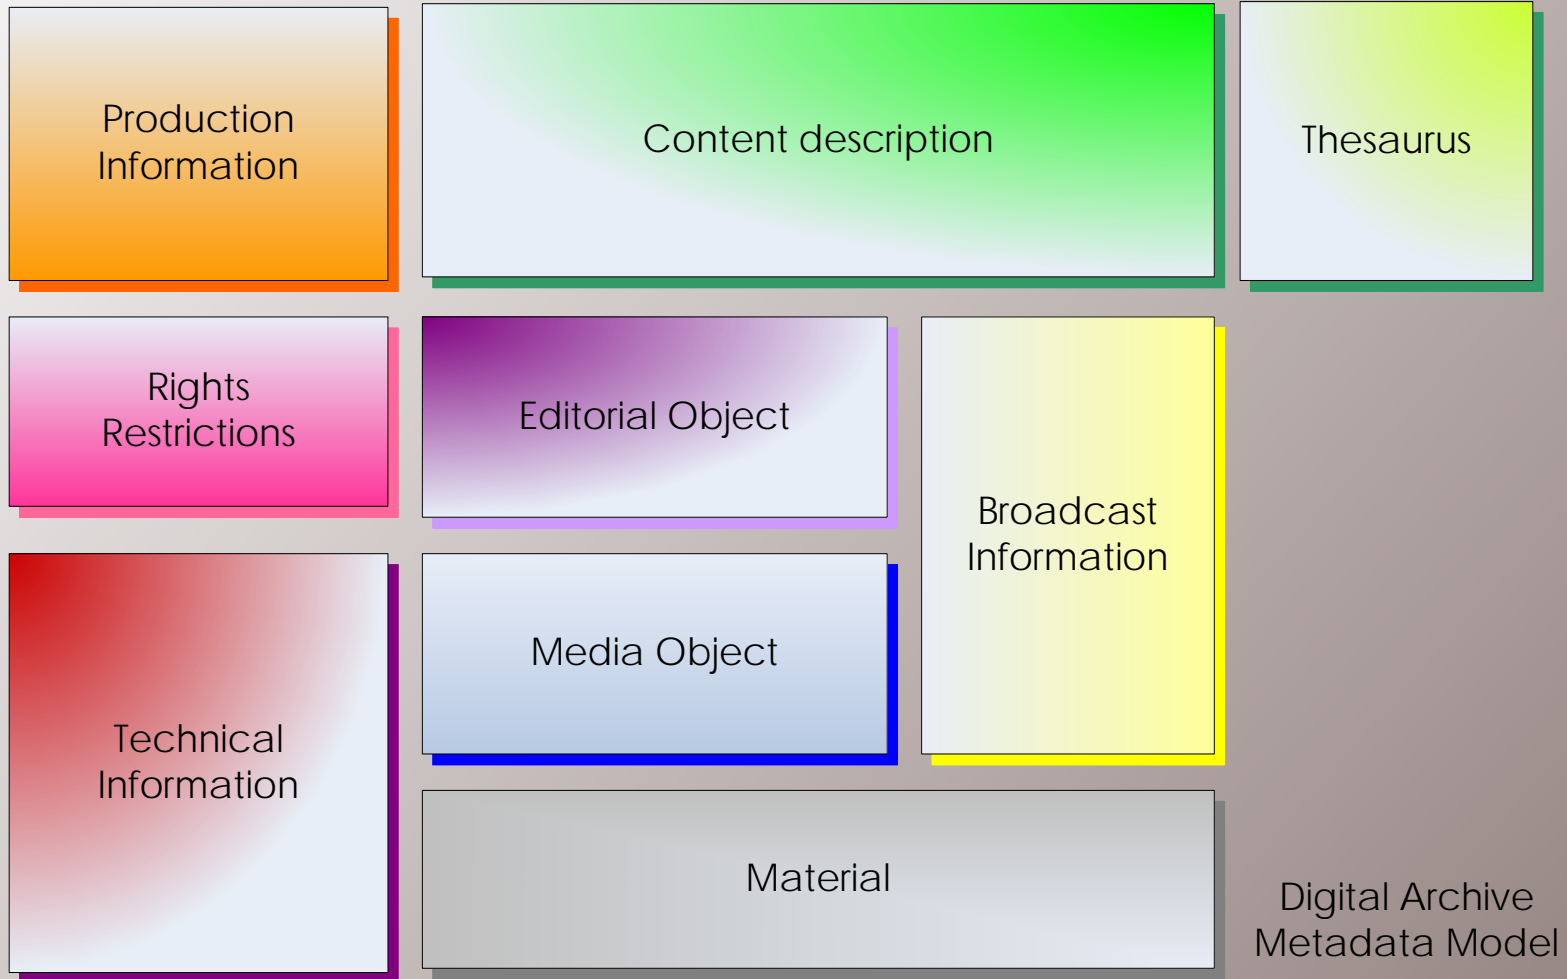 Production
Information
Content description
Thesaurus
Rights
Restrictions
Editorial Object
Broadcast
Information
Media Object
Technical
Information
Material
Digital Archive
Metadata Model